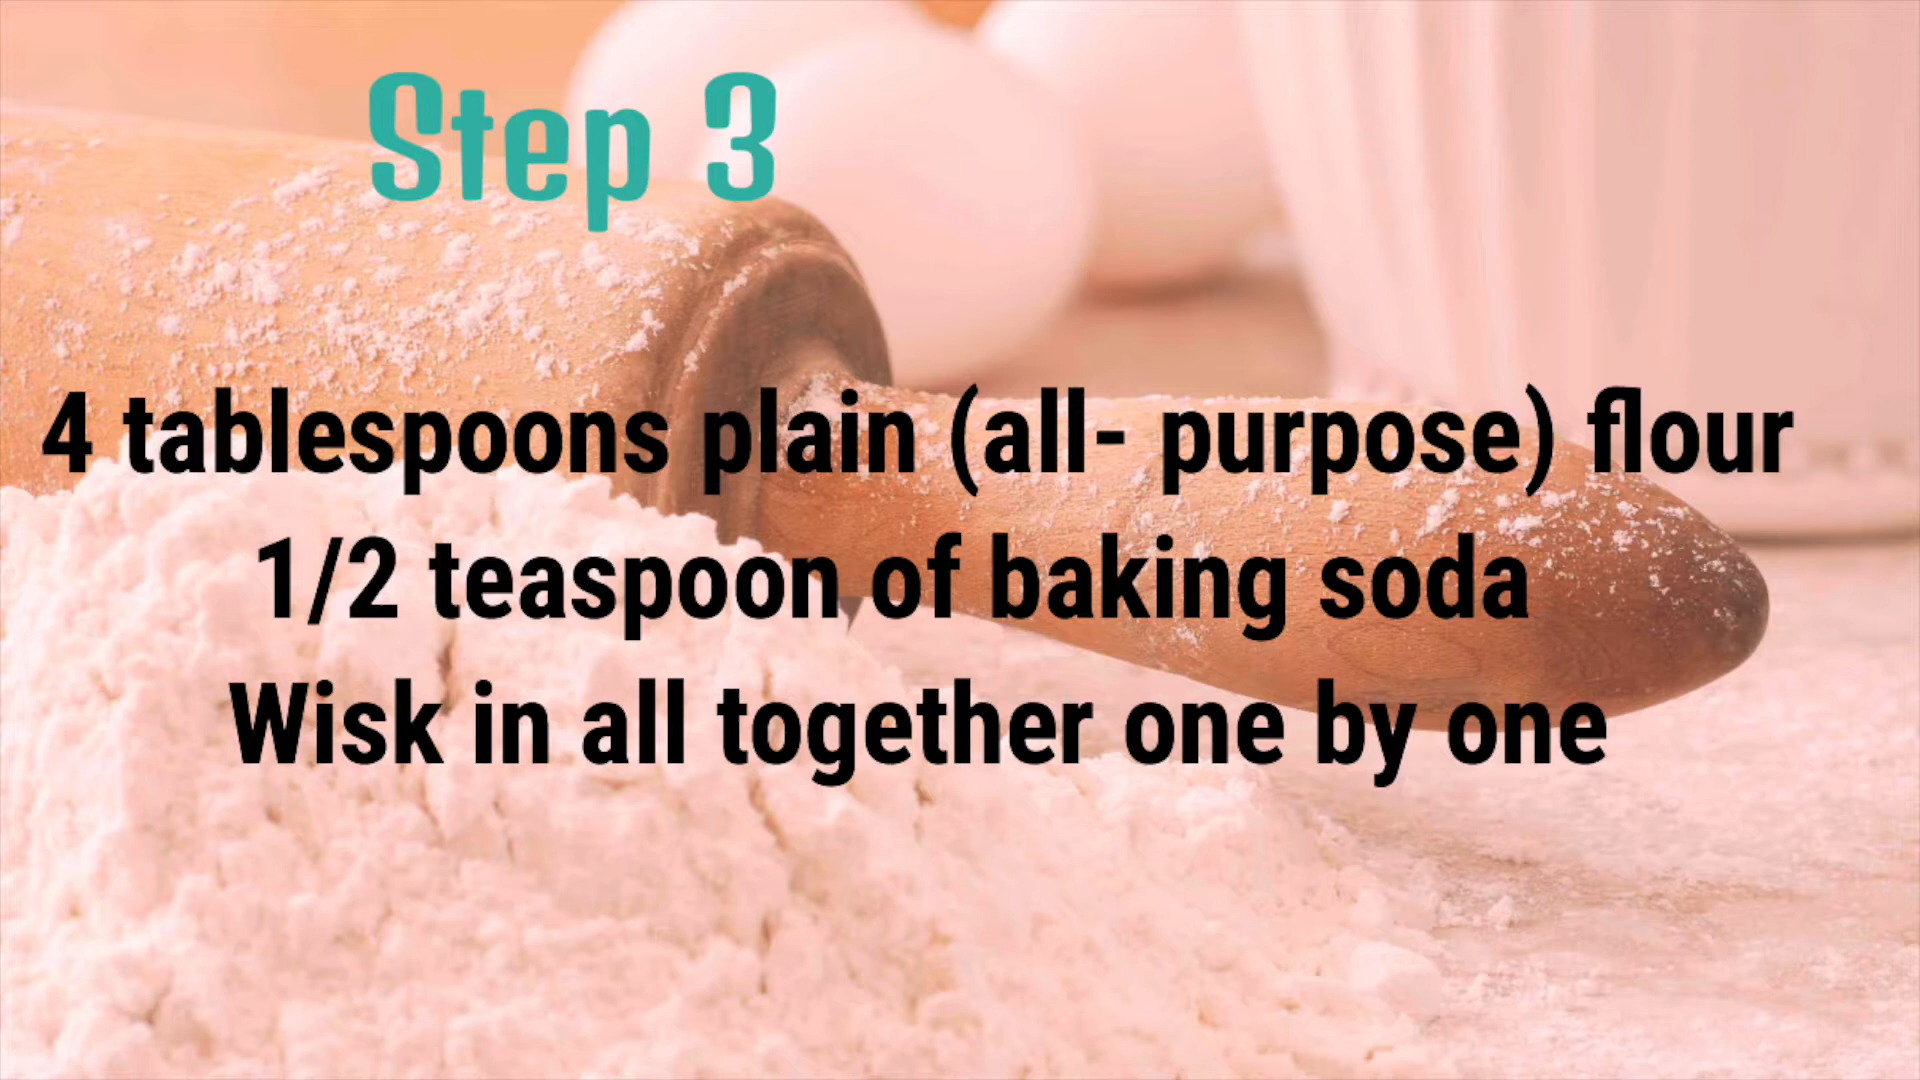 Step 3
4 tablespoons plain (all- purpose) flour
1/2 teaspoon of baking soda
Wisk in all together one by one